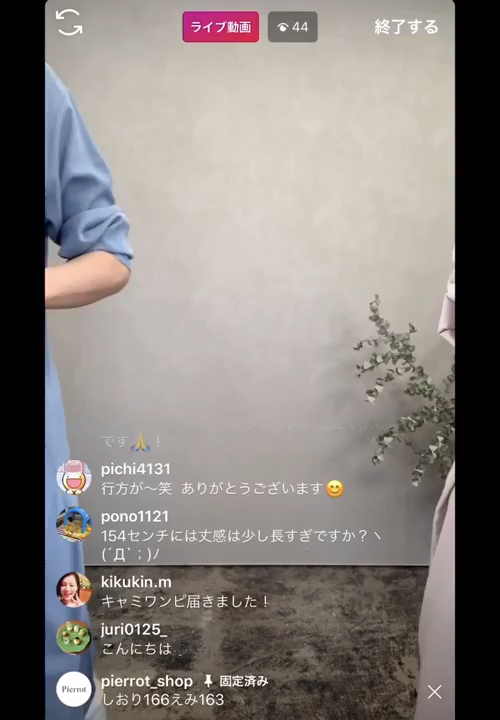 ライブ動画
44
終了する
です🙏！
pichi4131
行方が〜笑 ありがとうございます😊
pono1121
154センチには丈感は少し長すぎですか？ヽ
(´Д`；)ﾉ
kikukin.m
キャミワンピ届きました！
juri0125_
こんにちは
Pierrot
pierrot_shop 固定済み
しおり166えみ163